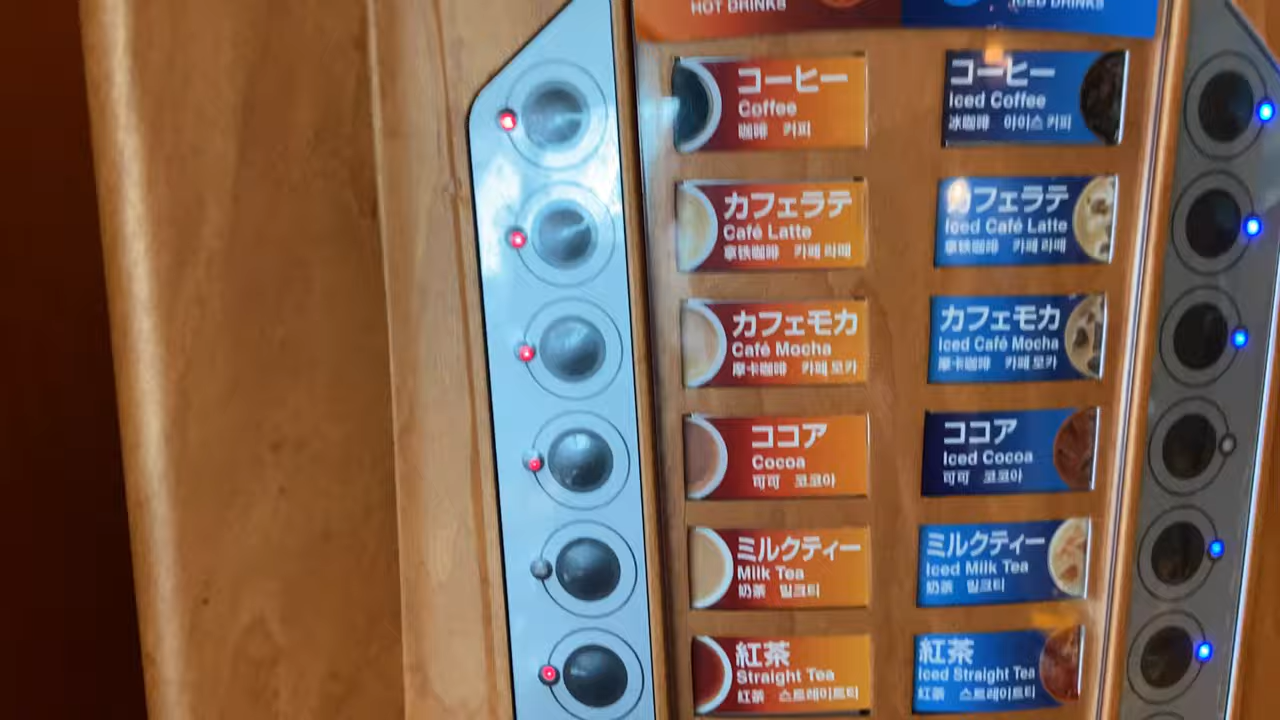 HOT DRINKS
ICED DRINKS
コーヒー
Coffee
咖啡 커피
コーヒー
Iced Coffee
冰咖啡 아이스 커피
カフェラテ
Café Latte
拿铁咖啡 카페 라떼
カフェラテ
Iced Café Latte
拿铁咖啡 카페 라떼
カフェモカ
Café Mocha
摩卡咖啡 카페 모카
カフェモカ
Iced Café Mocha
摩卡咖啡 카페 모카
ココア
Cocoa
可可 코코아
ココア
Iced Cocoa
可可 코코아
ミルクティー
Milk Tea
奶茶 밀크티
ミルクティー
Iced Milk Tea
奶茶 밀크티
紅茶
Straight Tea
紅茶 스트레이트티
紅茶
Iced Straight Tea
紅茶 스트레이트티